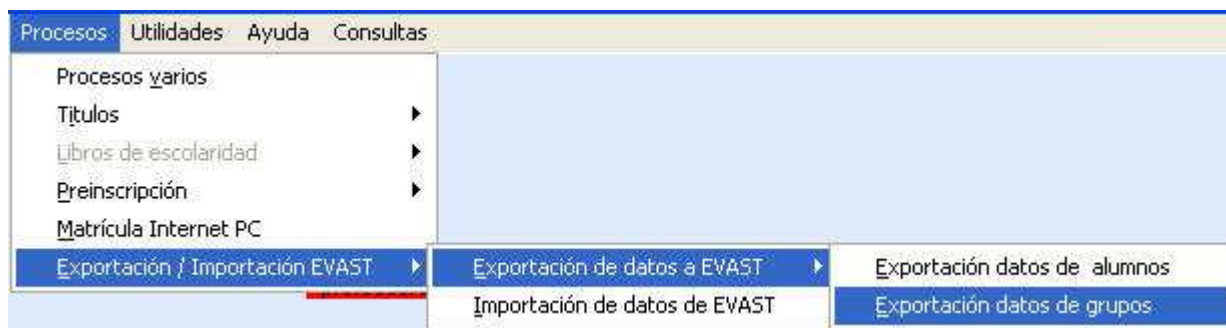 Procesos Utilidades Ayuda Consultas
Procesos varios
Titulos
Libros de escolaridad
Preinscripción
Matrícula Internet PC
Exportación / Importación EVAST
Exportación de datos a EVAST
Exportación datos de alumnos
Importación de datos de EVAST
Exportación datos de grupos